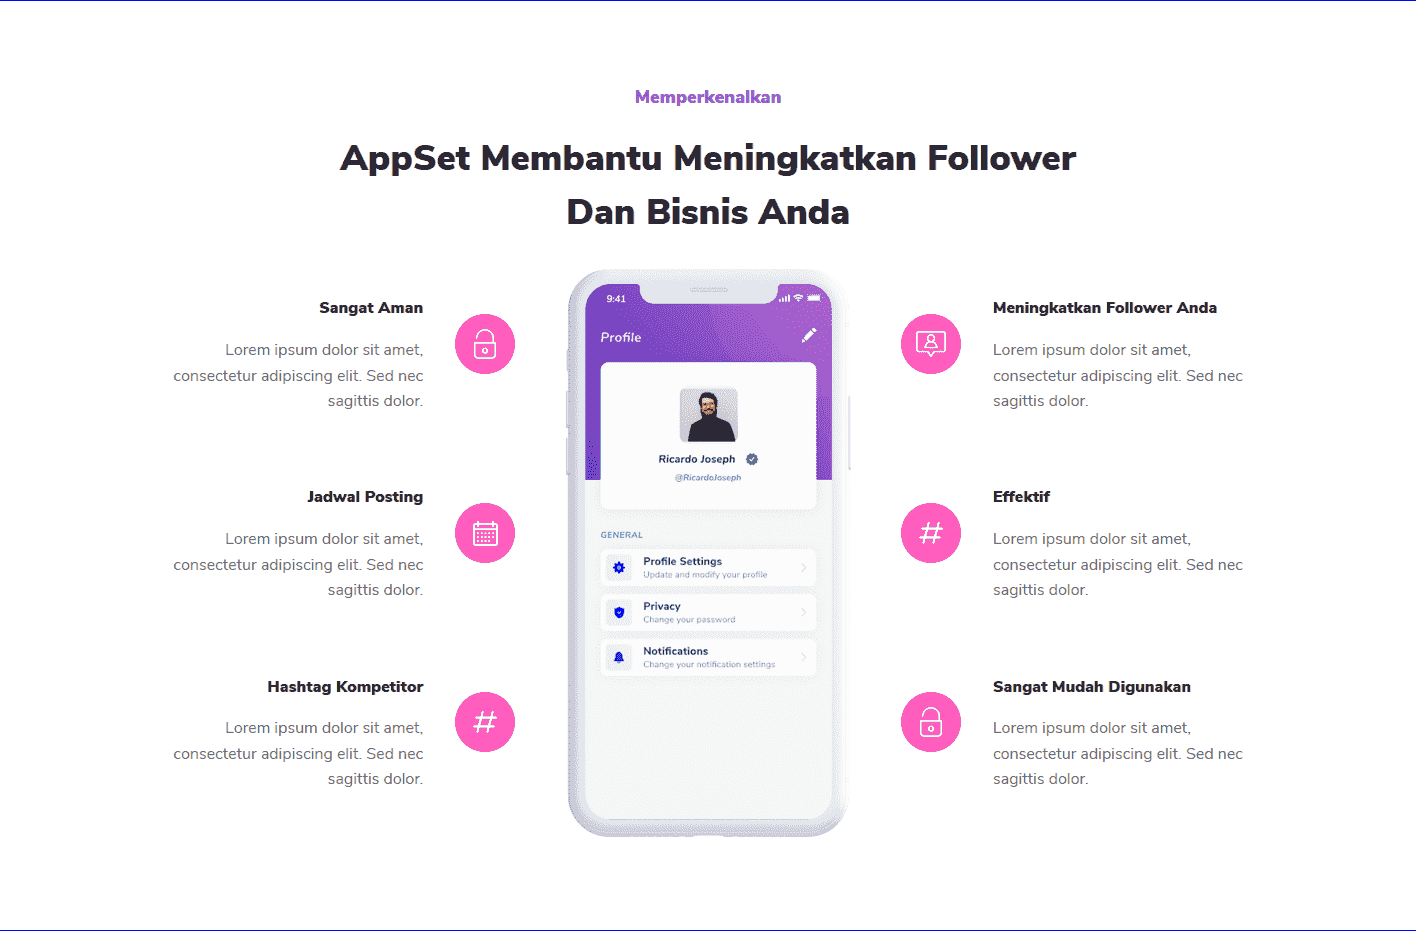 Memperkenalkan
AppSet Membantu Meningkatkan Follower
Dan Bisnis Anda
Sangat Aman
Lorem ipsum dolor sit amet,
consectetur adipiscing elit. Sed nec
sagittis dolor.
Jadwal Posting
Lorem ipsum dolor sit amet,
consectetur adipiscing elit. Sed nec
sagittis dolor.
Hashtag Kompetitor
Lorem ipsum dolor sit amet,
consectetur adipiscing elit. Sed nec
sagittis dolor.
9:41
Profile
Ricardo Joseph
@RicardoJoseph
GENERAL
Profile Settings
Update and modify your profile
Privacy
Change your password
Notifications
Change your notification settings
Meningkatkan Follower Anda
Lorem ipsum dolor sit amet,
consectetur adipiscing elit. Sed nec
sagittis dolor.
Effektif
Lorem ipsum dolor sit amet,
consectetur adipiscing elit. Sed nec
sagittis dolor.
Sangat Mudah Digunakan
Lorem ipsum dolor sit amet,
consectetur adipiscing elit. Sed nec
sagittis dolor.